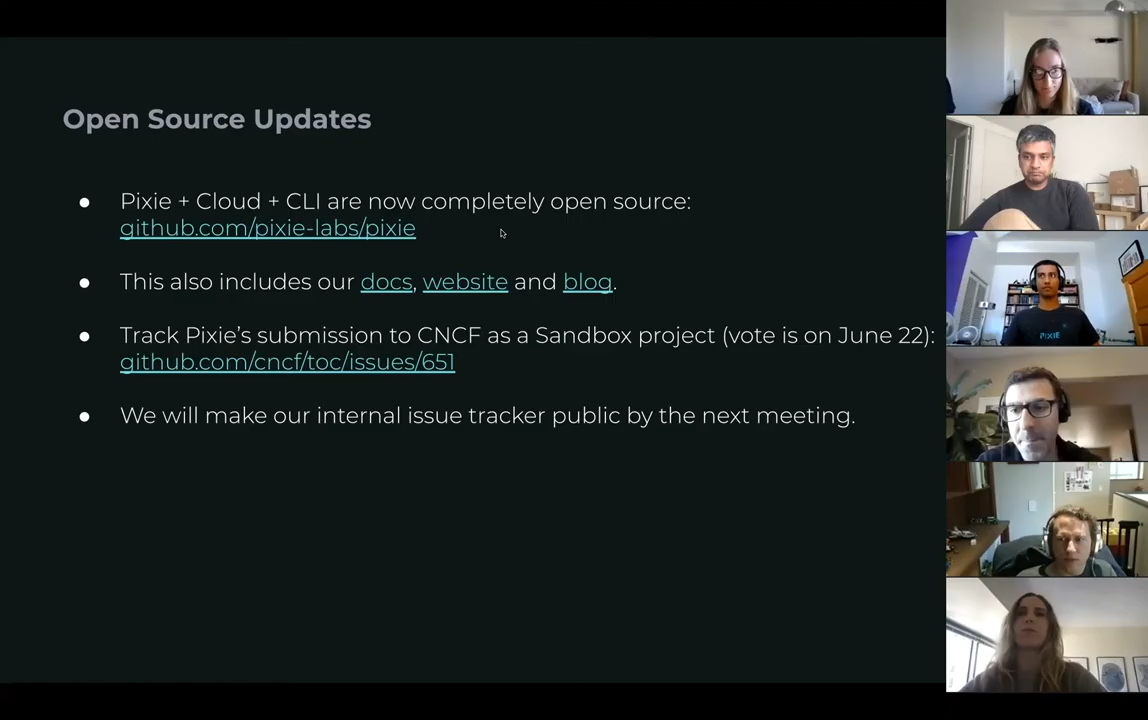 Open Source Updates
● Pixie + Cloud + CLI are now completely open source:
github.com/pixie-labs/pixie
● This also includes our docs, website and blog.
● Track Pixie’s submission to CNCF as a Sandbox project (vote is on June 22):
github.com/cncf/toc/issues/651
● We will make our internal issue tracker public by the next meeting.
PIXIE